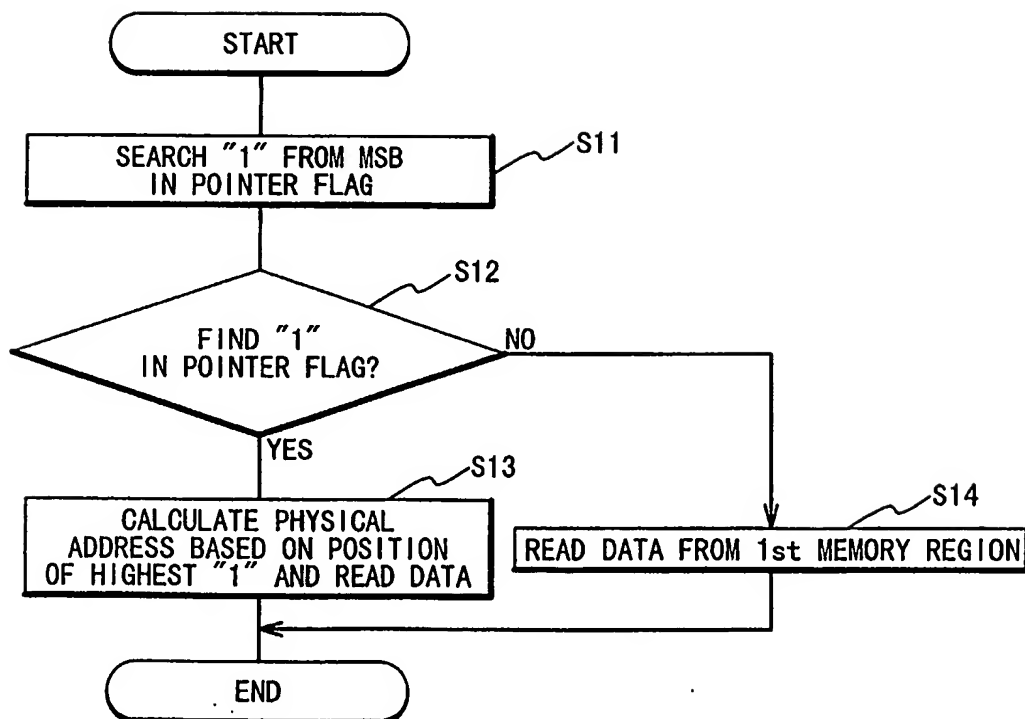 START
SEARCH "1" FROM MSB
IN POINTER FLAG
S11
S12
FIND "1"
IN POINTER FLAG?
NO
YES
S13
CALCULATE PHYSICAL
ADDRESS BASED ON POSITION
OF HIGHEST "1" AND READ DATA
S14
READ DATA FROM 1st MEMORY REGION
END